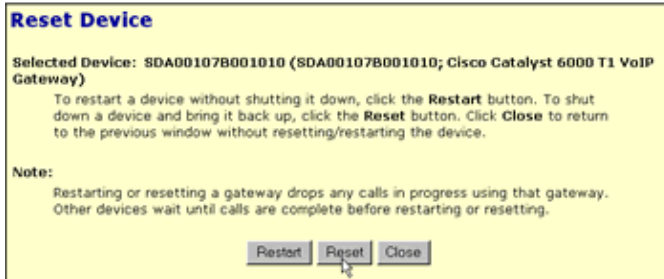 Reset Device
Selected Device: SDA00107B001010 (SDA00107B001010; Cisco Catalyst 6000 T1 VoIP
Gateway)
To restart a device without shutting it down, click the Restart button. To shut
down a device and bring it back up, click the Reset button. Click Close to return
to the previous window without resetting/restarting the device.
Note:
Restarting or resetting a gateway drops any calls in progress using that gateway.
Other devices wait until calls are complete before restarting or resetting.
Restart Reset Close